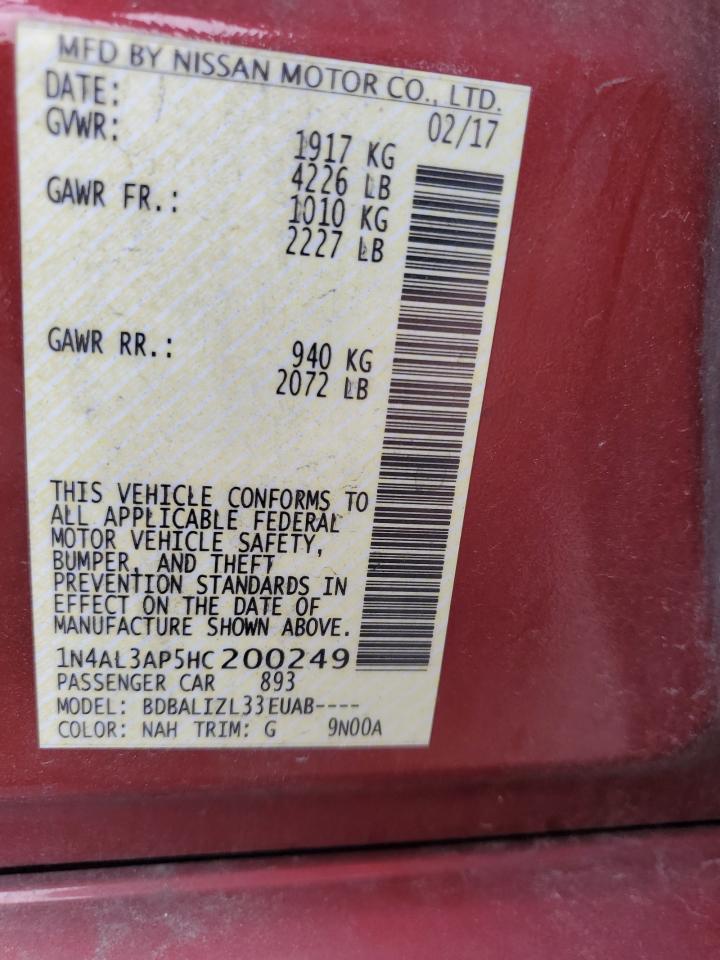 MFD BY NISSAN MOTOR CO., LTD.
DATE: 02/17
GVWR: 1917 KG
4226 LB
GAWR FR.: 1010 KG
2227 LB
GAWR RR.: 940 KG
2072 LB
THIS VEHICLE CONFORMS TO
ALL APPLICABLE FEDERAL
MOTOR VEHICLE SAFETY,
BUMPER, AND THEFT
PREVENTION STANDARDS IN
EFFECT ON THE DATE OF
MANUFACTURE SHOWN ABOVE.
1N4AL3AP5HC200249
PASSENGER CAR 893
MODEL: BDBALIZL33EUAB----
COLOR: NAH TRIM: G 9N00A